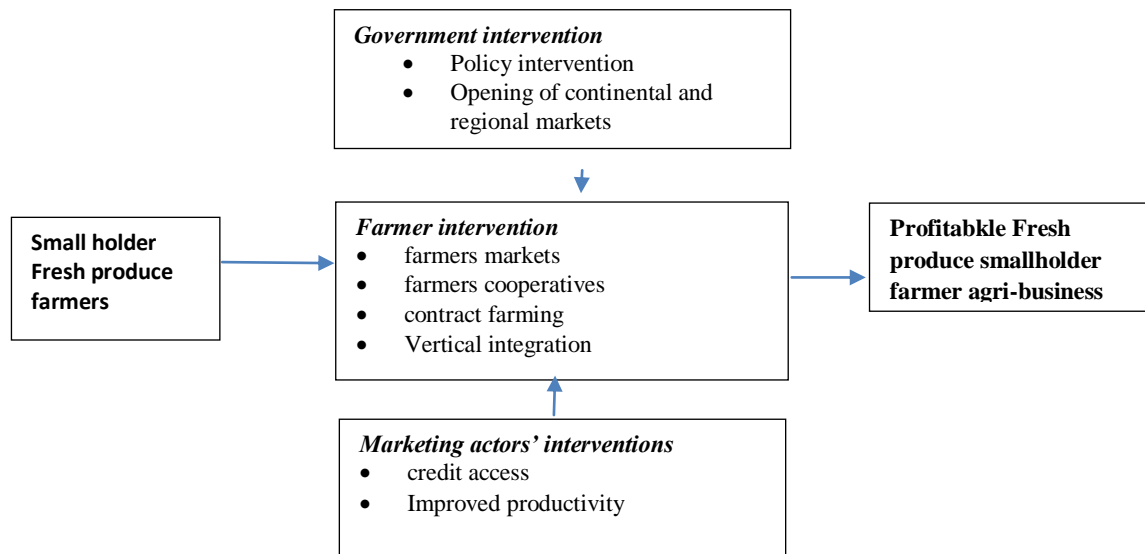 Government intervention
• Policy intervention
• Opening of continental and
regional markets
Small holder
Fresh produce
farmers
Farmer intervention
• farmers markets
• farmers cooperatives
• contract farming
• Vertical integration
Profitabkle Fresh
produce smallholder
farmer agri-business
Marketing actors’ interventions
• credit access
• Improved productivity